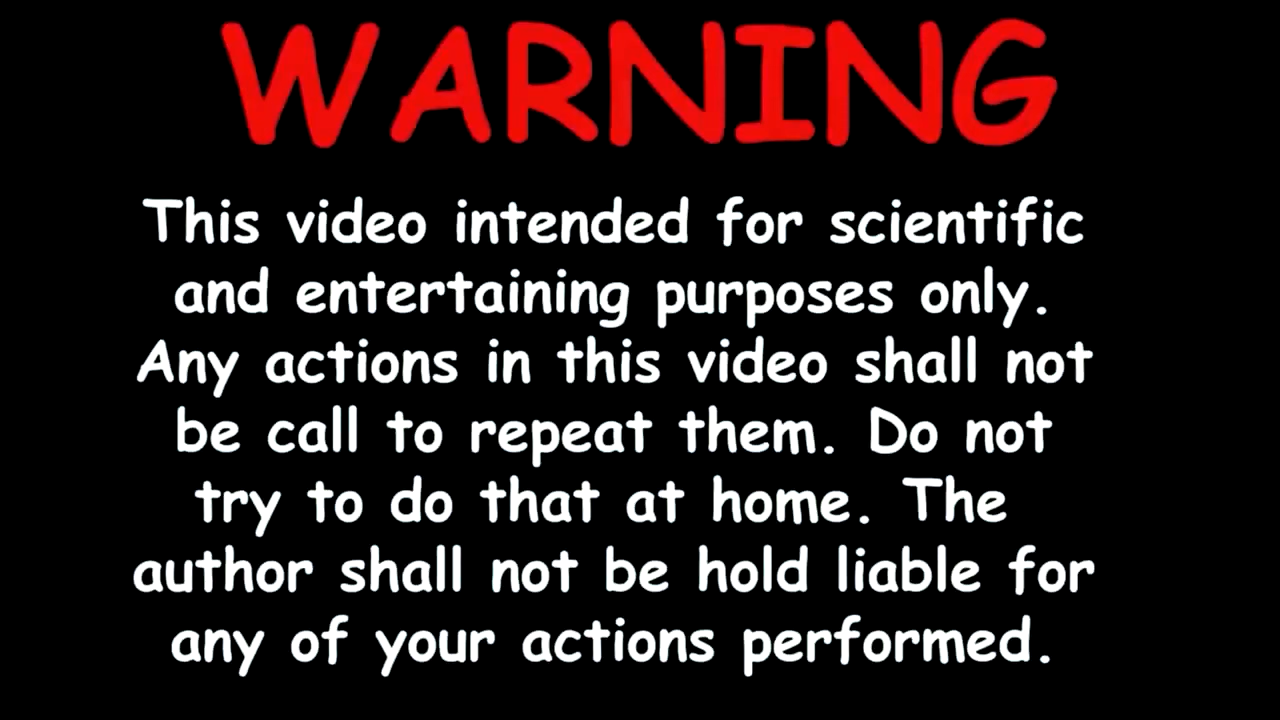 WARNING
This video intended for scientific
and entertaining purposes only.
Any actions in this video shall not
be call to repeat them. Do not
try to do that at home. The
author shall not be hold liable for
any of your actions performed.